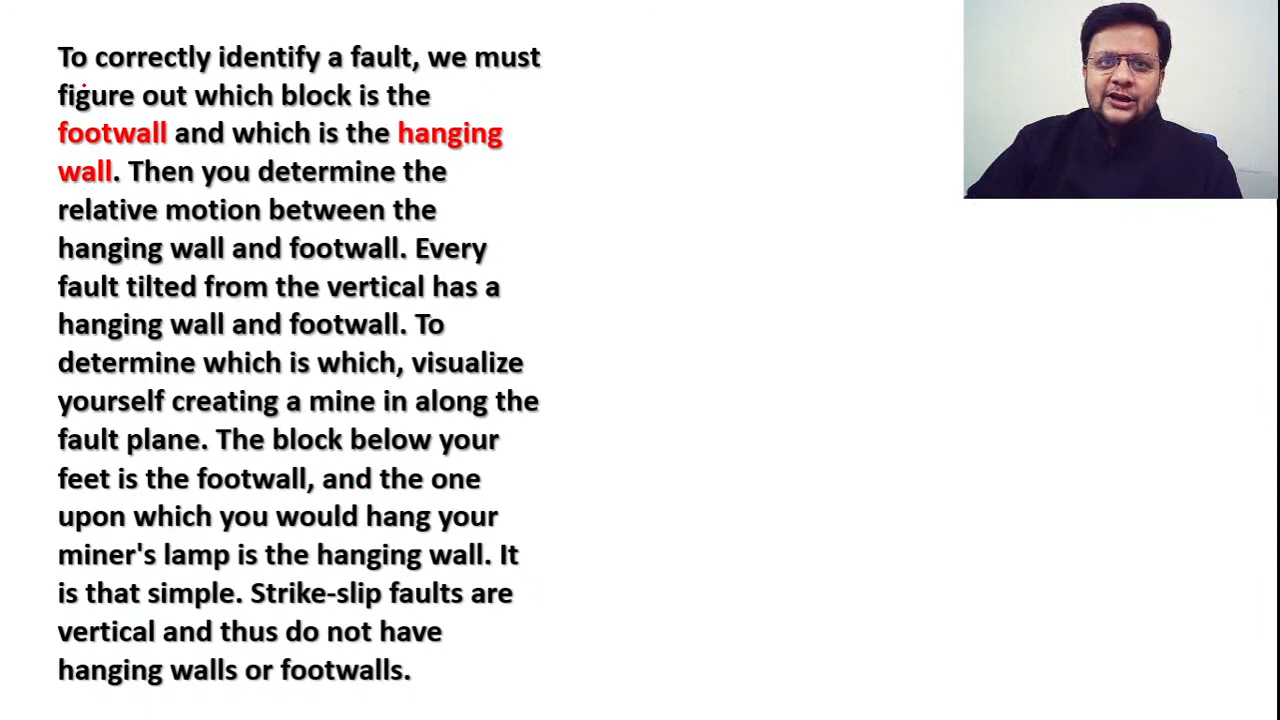 To correctly identify a fault, we must
figure out which block is the
footwall and which is the hanging
wall. Then you determine the
relative motion between the
hanging wall and footwall. Every
fault tilted from the vertical has a
hanging wall and footwall. To
determine which is which, visualize
yourself creating a mine in along the
fault plane. The block below your
feet is the footwall, and the one
upon which you would hang your
miner's lamp is the hanging wall. It
is that simple. Strike-slip faults are
vertical and thus do not have
hanging walls or footwalls.